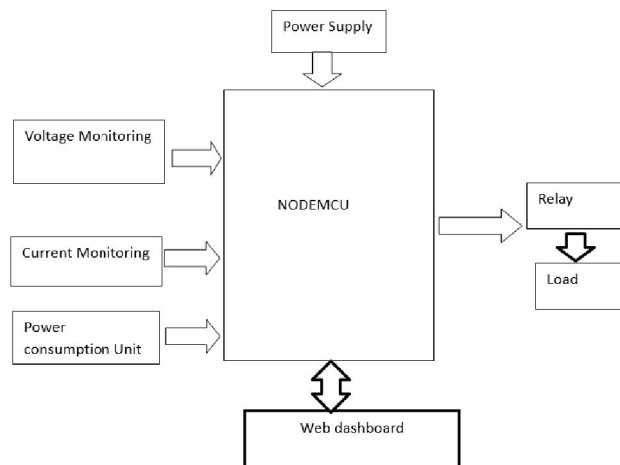 Power Supply
Voltage Monitoring
NODEMCU
Relay
Current Monitoring
Load
Power
consumption Unit
Web dashboard